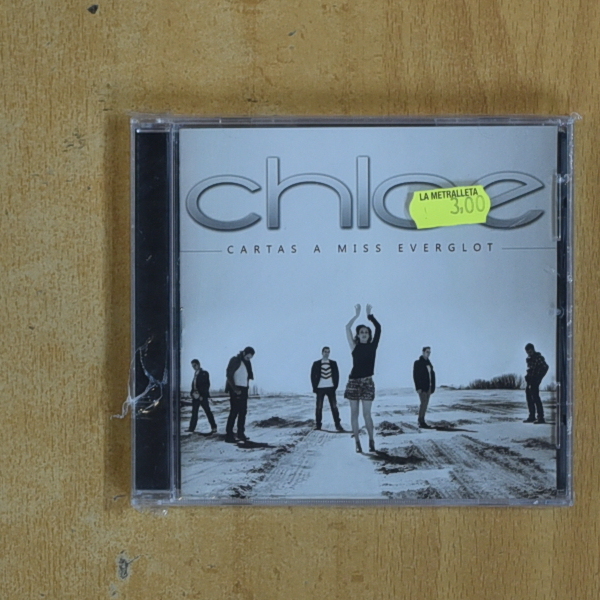 chloe
LA METRALLETA
3,00
CARTAS A MISS EVERGLOT